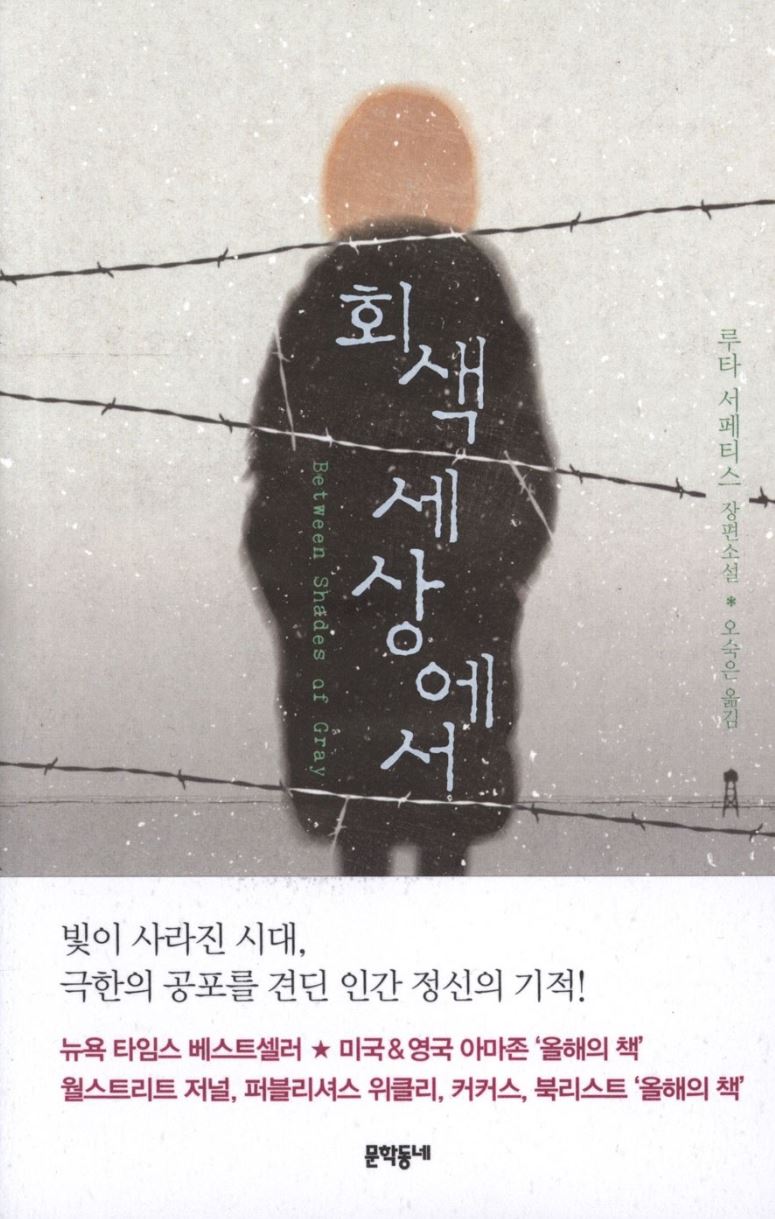 회색 세상에서
Between Shades of Gray
루타 서페티스 장편소설 * 오숙은 옮김
빛이 사라진 시대,
극한의 공포를 견딘 인간 정신의 기적!
뉴욕 타임스 베스트셀러 ★ 미국&영국 아마존 ‘올해의 책’
월스트리트 저널, 퍼블리셔스 위클리, 커커스, 북리스트 ‘올해의 책’
문학동네